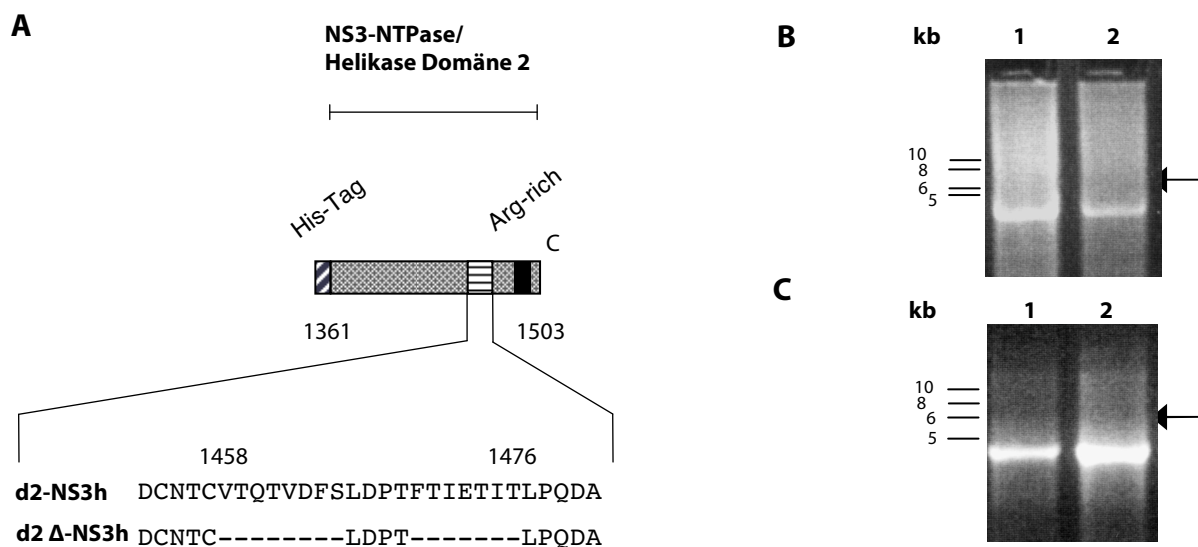 A
NS3-NTPase/
Helikase Domäne 2
His-Tag
Arg-rich
C
1361
1503
1458
1476
d2-NS3h DCNTCVTQTVDFSLDPTFTIETITLPQDA
d2 Δ-NS3h DCNTC--------LDPT-------LPQDA
B
kb 1 2
10
8
6
5
C
kb 1 2
10
8
6
5